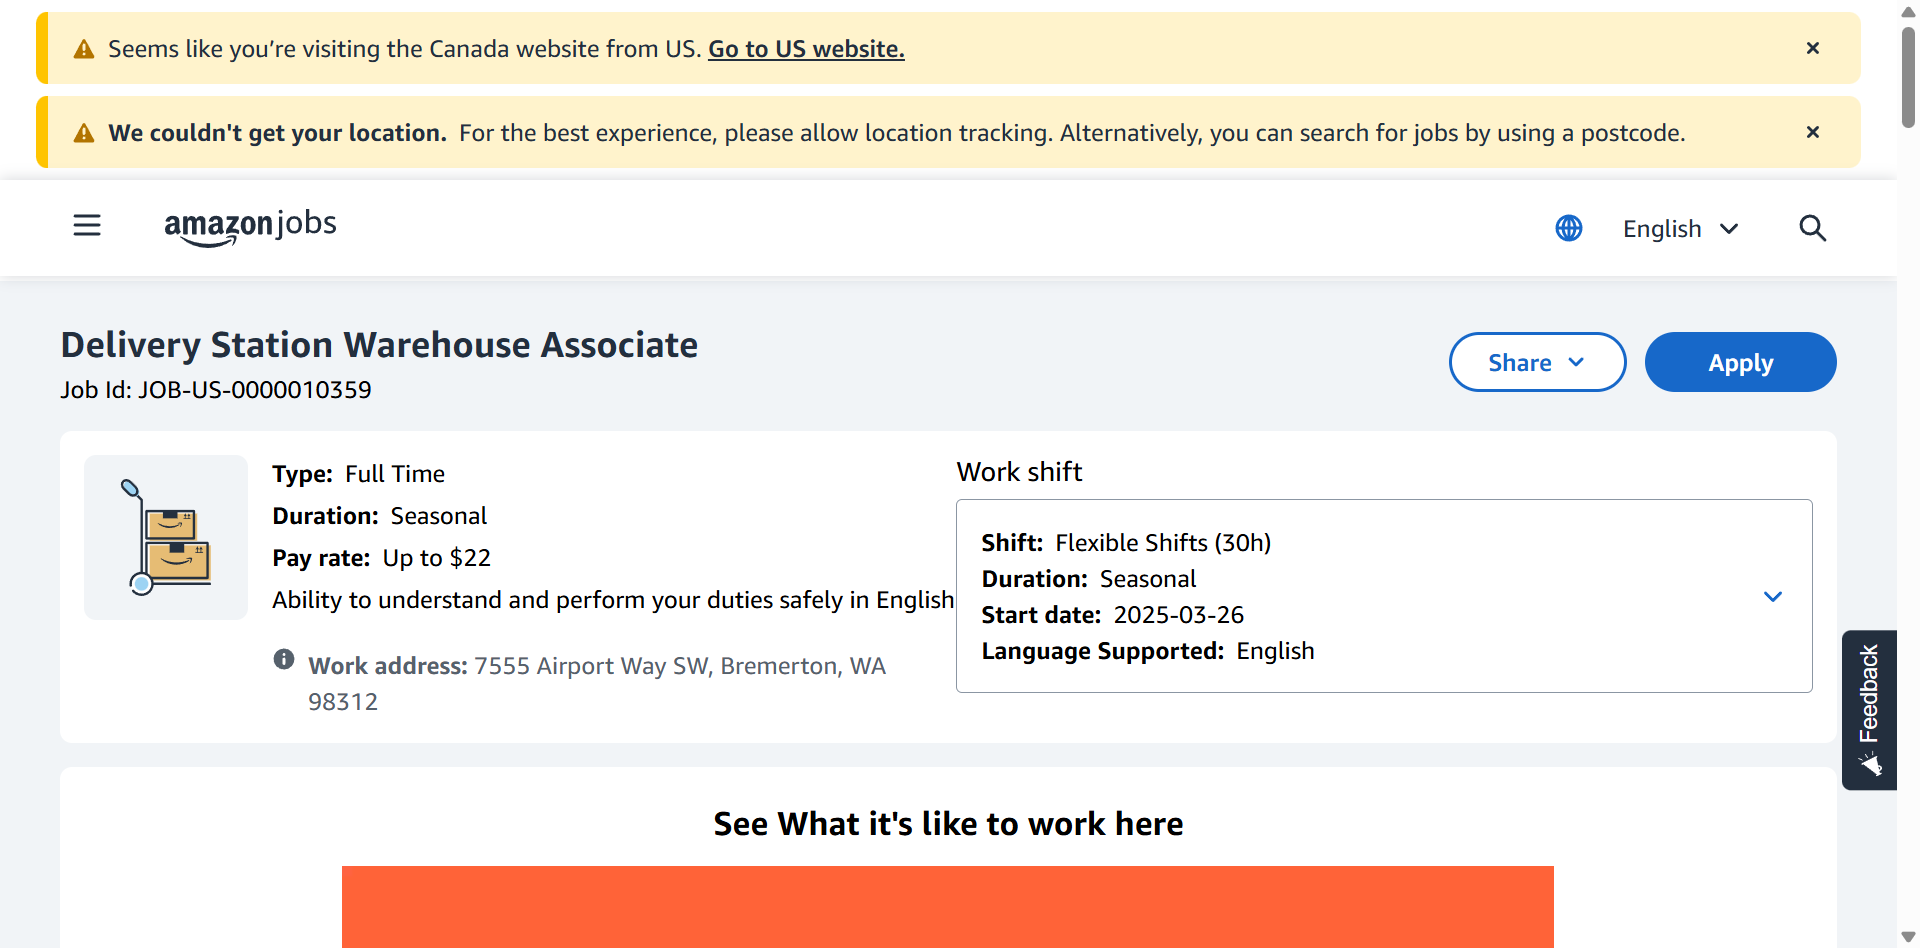 Seems like you’re visiting the Canada website from US. Go to US website.
We couldn't get your location. For the best experience, please allow location tracking. Alternatively, you can search for jobs by using a postcode.
amazon jobs
English
Delivery Station Warehouse Associate
Job Id: JOB-US-0000010359
Share
Apply
Type: Full Time
Duration: Seasonal
Pay rate: Up to $22
Ability to understand and perform your duties safely in English
Work address: 7555 Airport Way SW, Bremerton, WA
98312
Work shift
Shift: Flexible Shifts (30h)
Duration: Seasonal
Start date: 2025-03-26
Language Supported: English
Feedback
See What it's like to work here